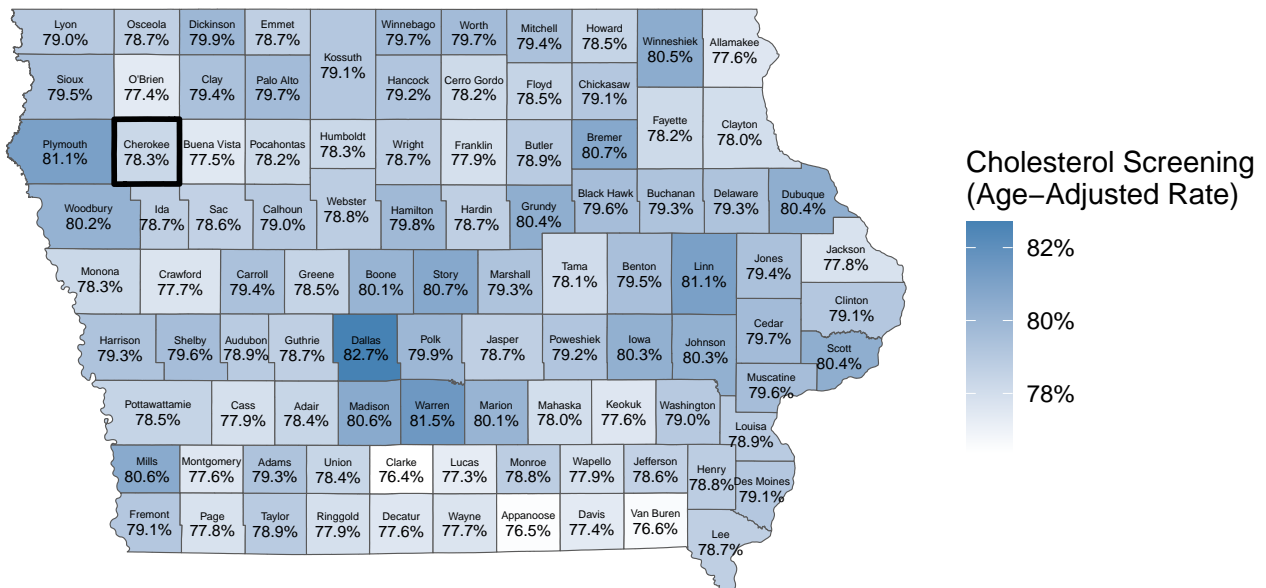 Lyon Osceola Dickinson Emmet Winnebago Worth Mitchell Howard Winneshiek Allamakee
79.0% 78.7% 79.9% 78.7% 79.7% 79.7% 79.4% 78.5% 80.5% 77.6%
Kossuth
79.1%
Sioux O'Brien Clay Palo Alto Hancock Cerro Gordo Floyd Chickasaw
79.5% 77.4% 79.4% 79.7% 79.2% 78.2% 78.5% 79.1%
Fayette Clayton
78.2% 78.0%
Plymouth Cherokee Buena Vista Pocahontas Humboldt Wright Franklin Butler Bremer
81.1% 78.3% 77.5% 78.2% 78.3% 78.7% 77.9% 78.9% 80.7%
Woodbury Ida Sac Calhoun Webster Hamilton Hardin Grundy Black Hawk Buchanan Delaware Dubuque
80.2% 78.7% 78.6% 79.0% 78.8% 79.8% 78.7% 80.4% 79.6% 79.3% 79.3% 80.4%
Monona Crawford Carroll Greene Boone Story Marshall Tama Benton Linn Jones Jackson
78.3% 77.7% 79.4% 78.5% 80.1% 80.7% 79.3% 78.1% 79.5% 81.1% 79.4% 77.8%
Clinton
79.1%
Harrison Shelby Audubon Guthrie Dallas Polk Jasper Poweshiek Iowa Johnson Cedar Scott
79.3% 79.6% 78.9% 78.7% 82.7% 79.9% 78.7% 79.2% 80.3% 80.3% 79.7% 80.4%
Muscatine
79.6%
Pottawattamie Cass Adair Madison Warren Marion Mahaska Keokuk Washington Louisa
78.5% 77.9% 78.4% 80.6% 81.5% 80.1% 78.0% 77.6% 79.0% 78.9%
Mills Montgomery Adams Union Clarke Lucas Monroe Wapello Jefferson Henry Des Moines
80.6% 77.6% 79.3% 78.4% 76.4% 77.3% 78.8% 77.9% 78.6% 78.8% 79.1%
Fremont Page Taylor Ringgold Decatur Wayne Appanoose Davis Van Buren Lee
79.1% 77.8% 78.9% 77.9% 77.6% 77.7% 76.5% 77.4% 76.6% 78.7%
Cholesterol Screening
(Age−Adjusted Rate)
82%
80%
78%